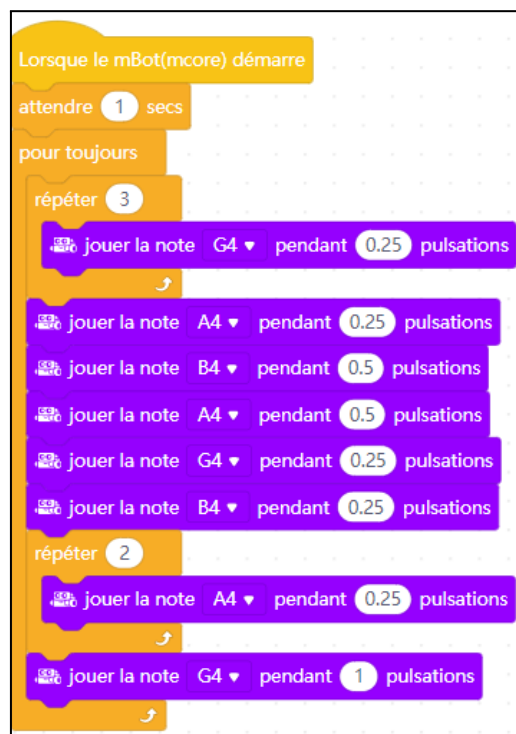 Lorsque le mBot(mcore) démarre
attendre 1 secs
pour toujours
répéter 3
jouer la note G4 pendant 0.25 pulsations
jouer la note A4 pendant 0.25 pulsations
jouer la note B4 pendant 0.5 pulsations
jouer la note A4 pendant 0.5 pulsations
jouer la note G4 pendant 0.25 pulsations
jouer la note B4 pendant 0.25 pulsations
répéter 2
jouer la note A4 pendant 0.25 pulsations
jouer la note G4 pendant 1 pulsations